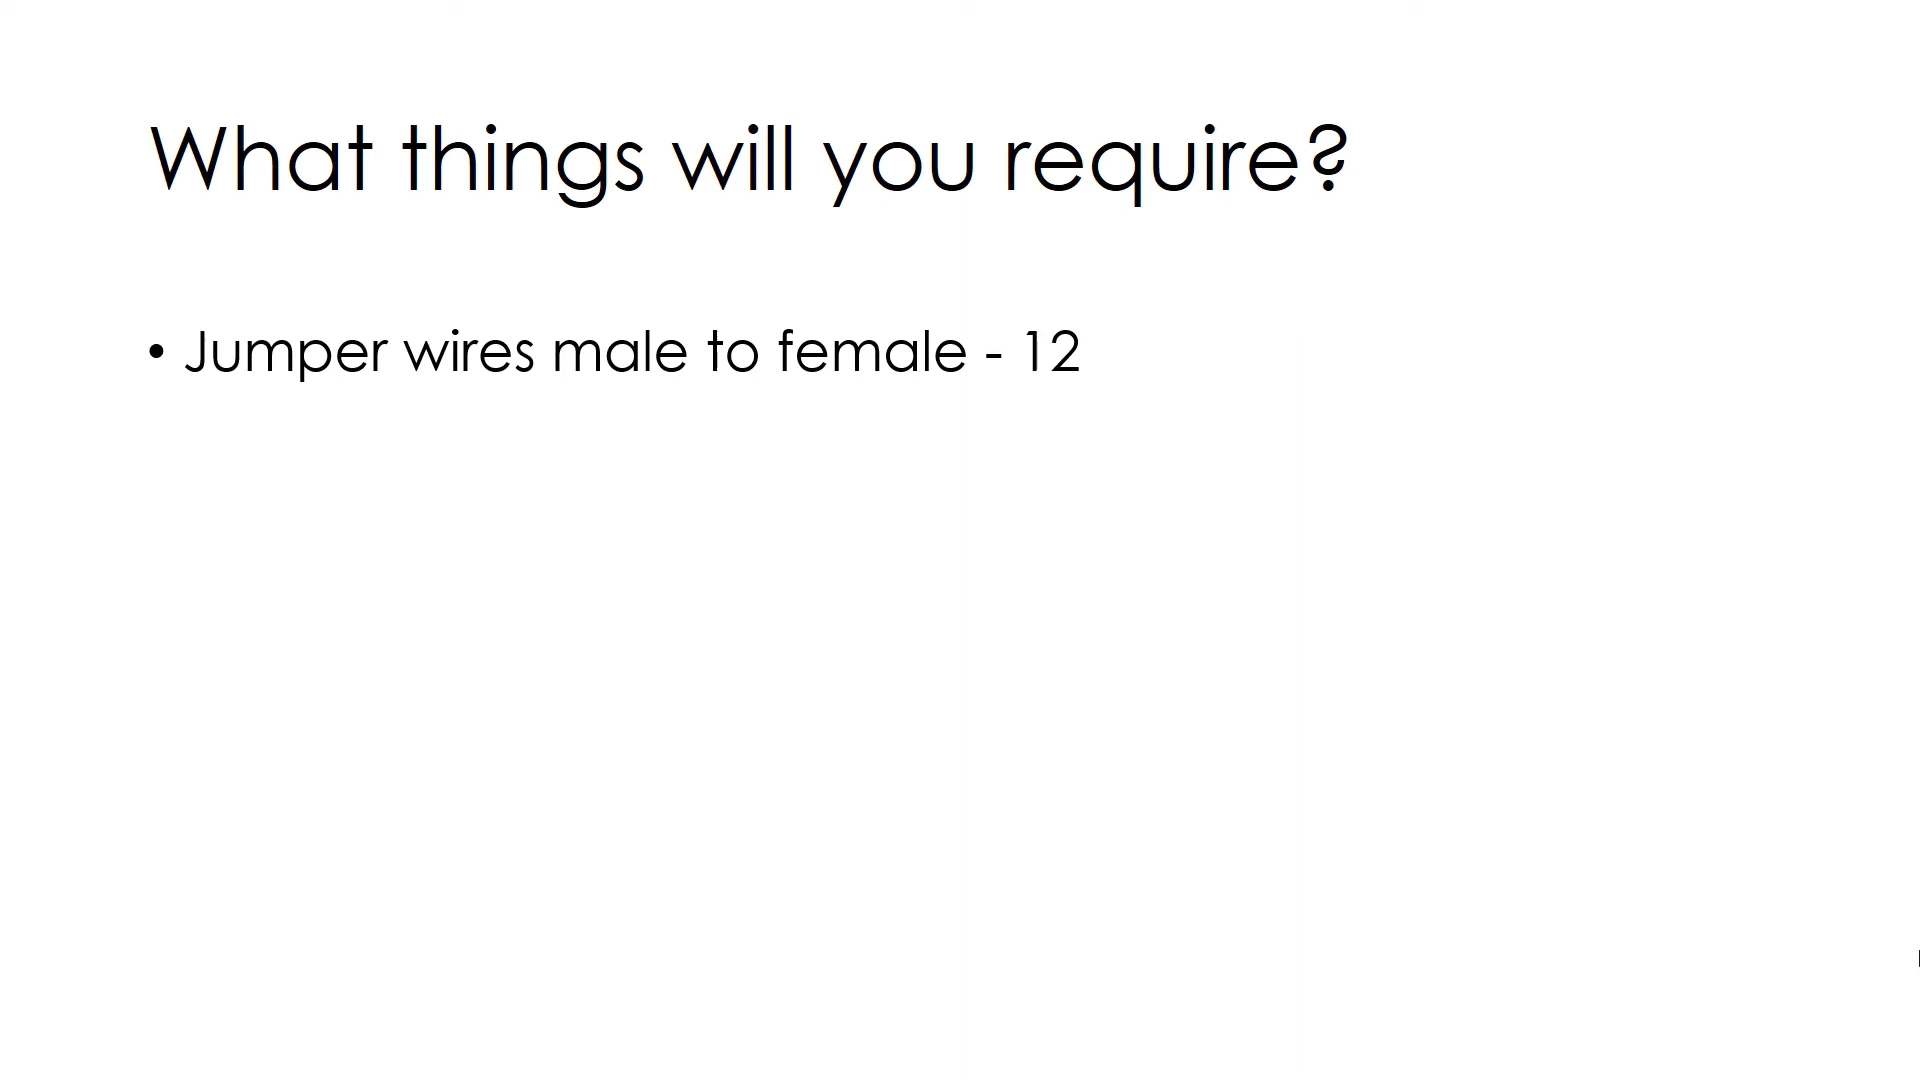 What things will you require?
• Jumper wires male to female - 12